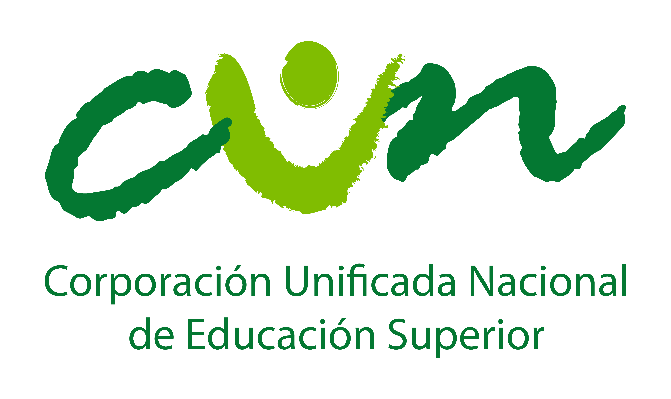 cun
Corporación Unificada Nacional
de Educación Superior